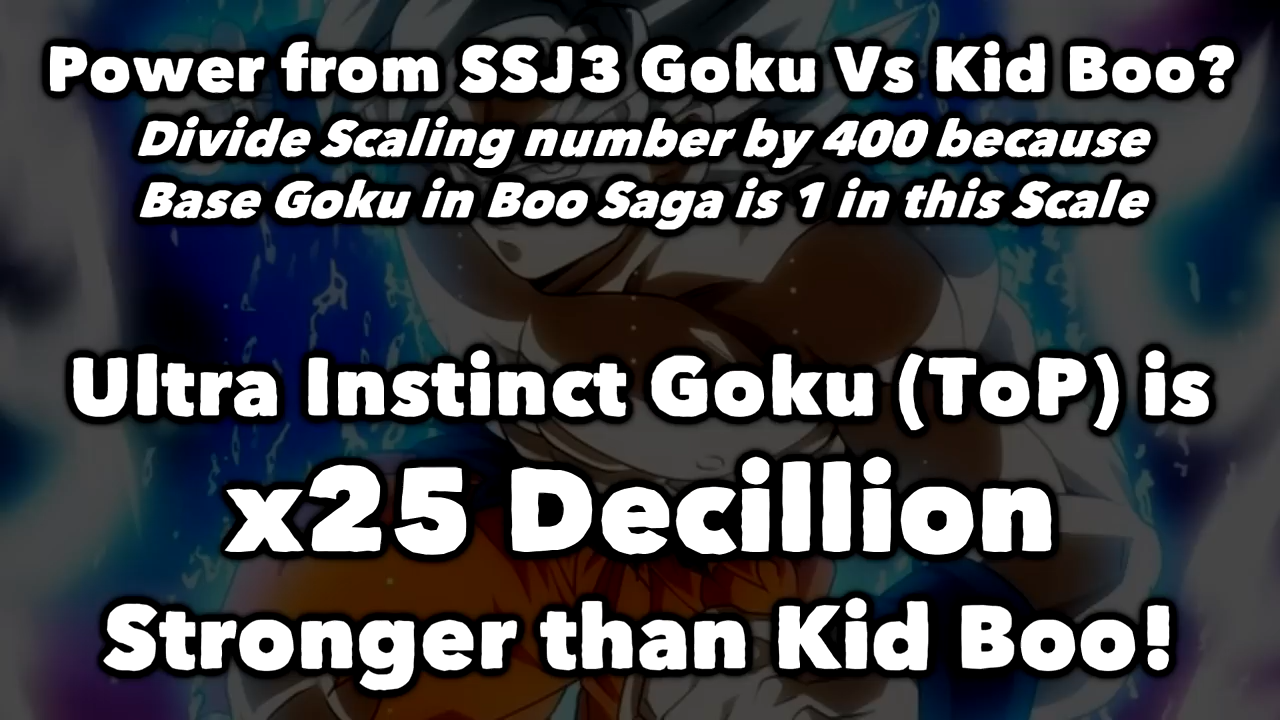 Power from SSJ3 Goku Vs Kid Boo?
Divide Scaling number by 400 because
Base Goku in Boo Saga is 1 in this Scale
Ultra Instinct Goku (ToP) is
x25 Decillion
Stronger than Kid Boo!